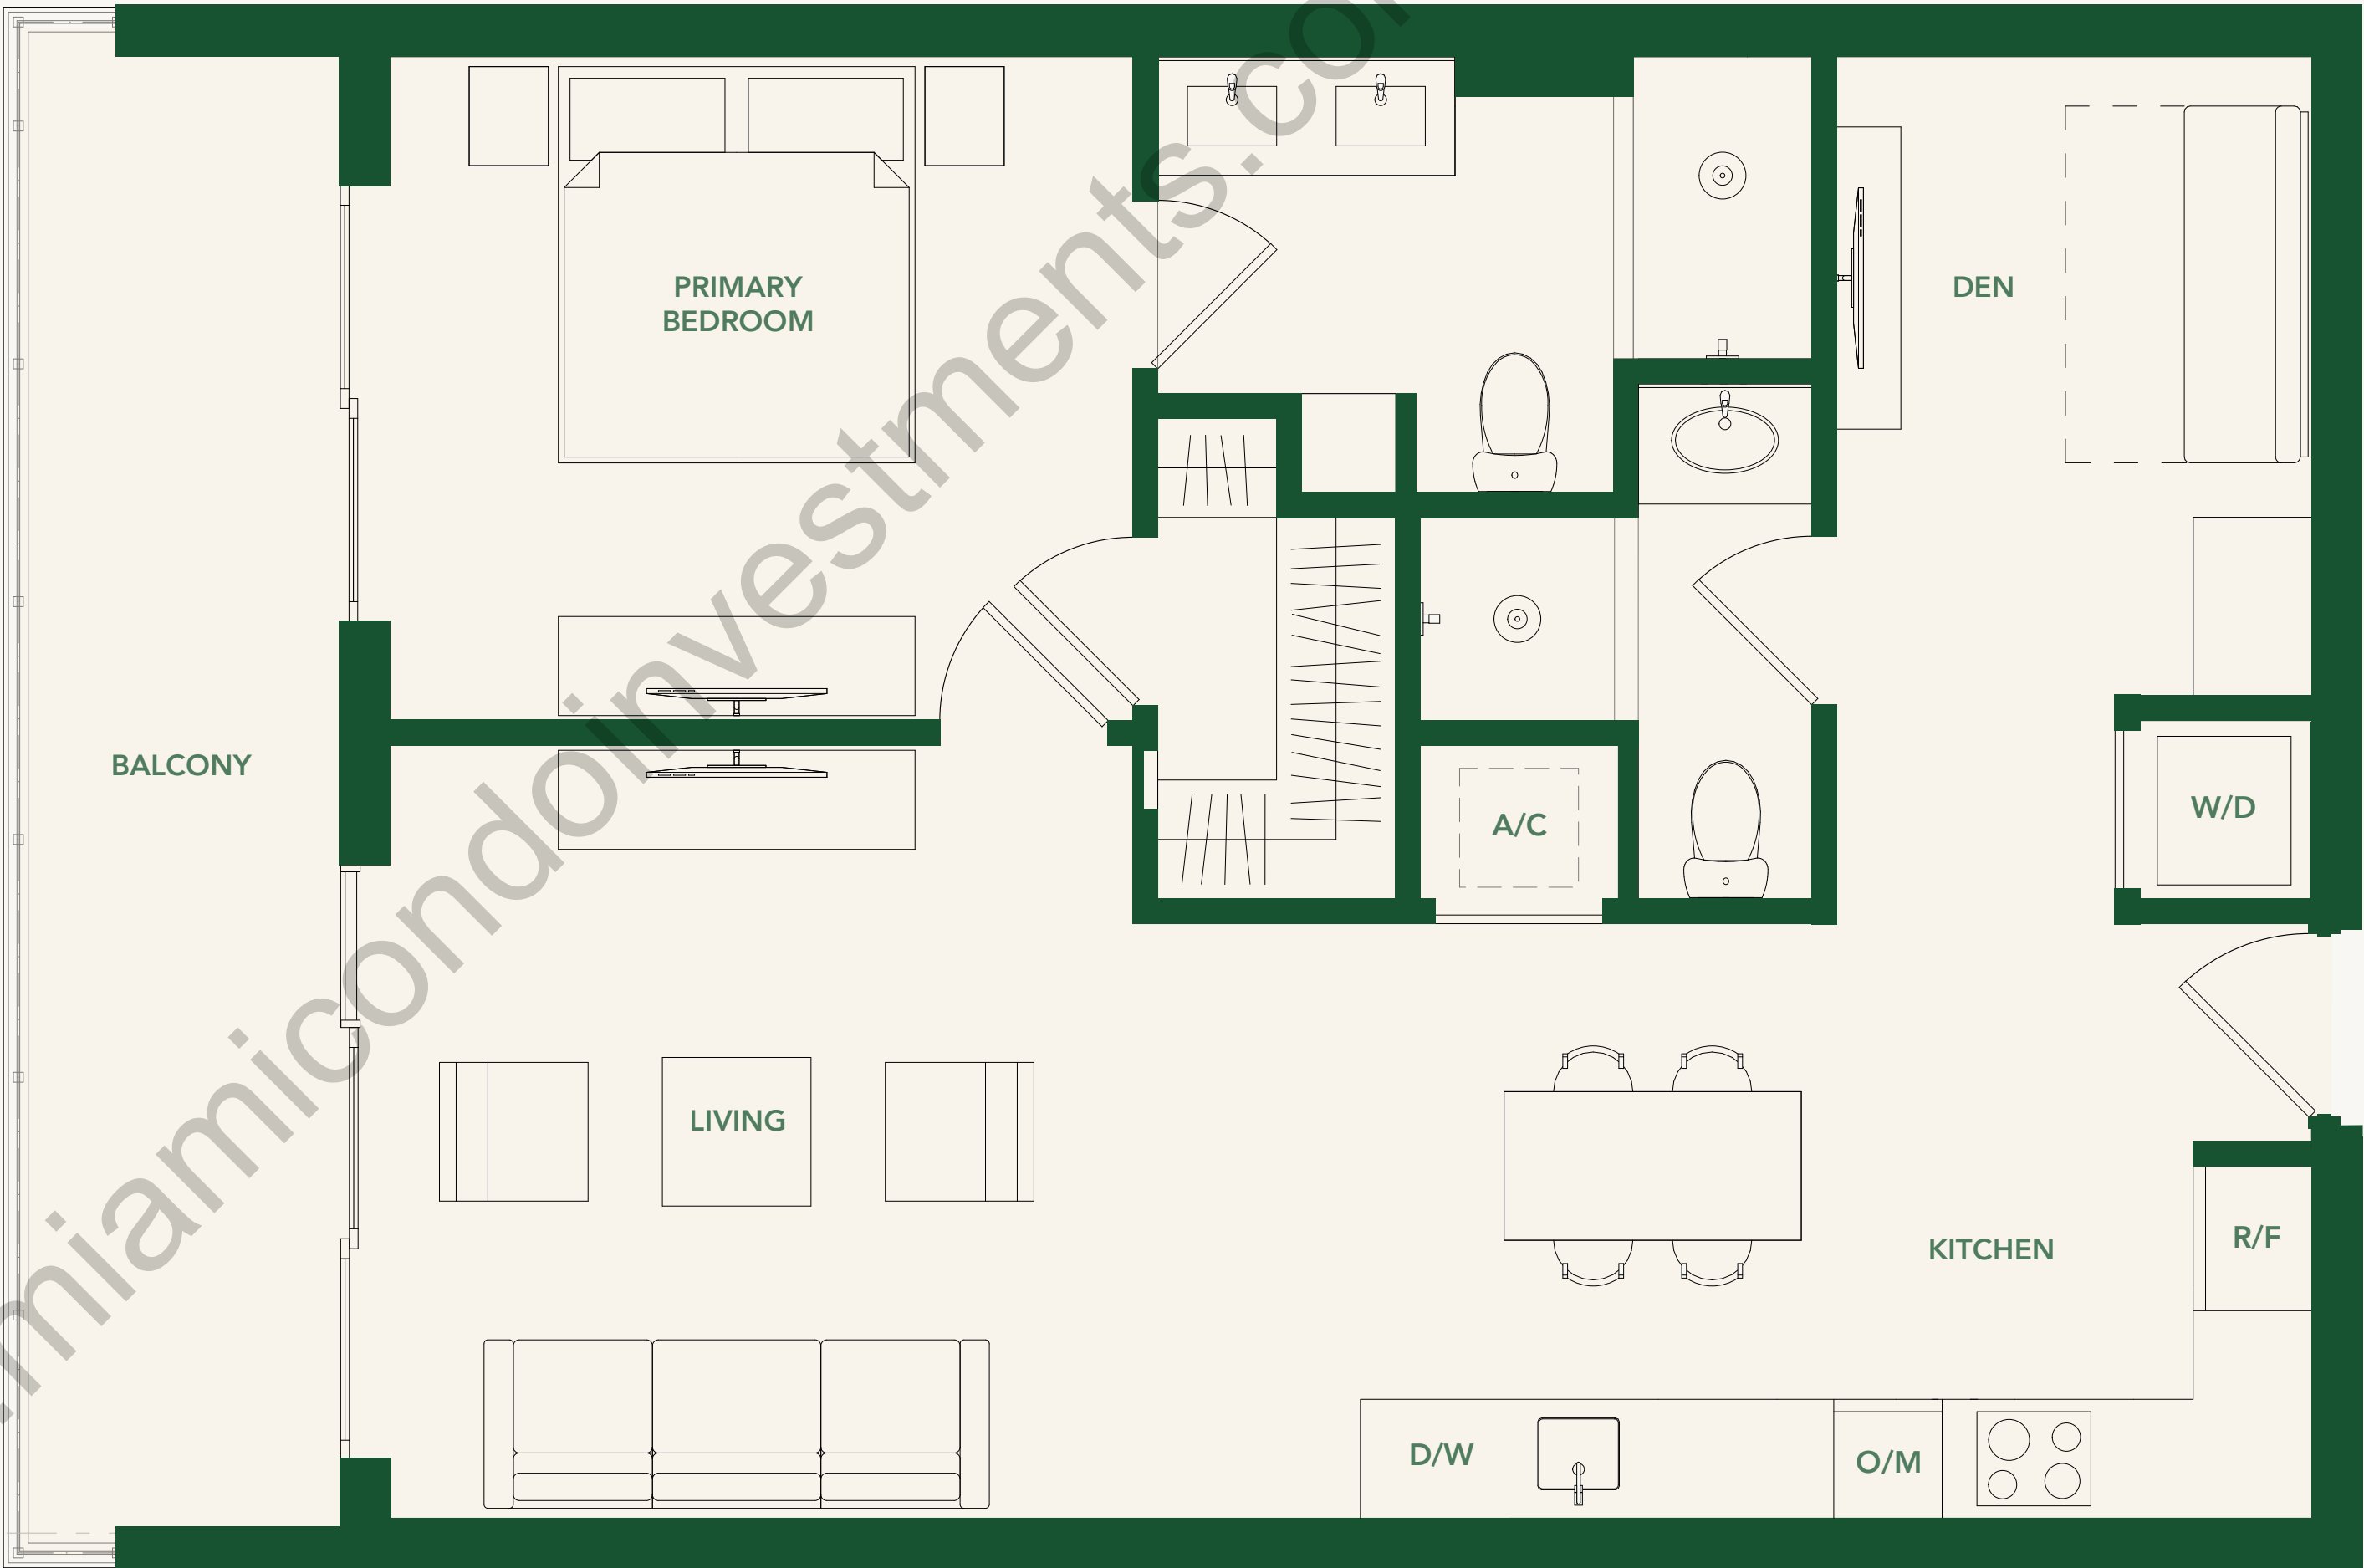 PRIMARY
BEDROOM
DEN
BALCONY
W/D
A/C
LIVING
R/F
KITCHEN
D/W
O/M
miamicondoinvestments.com